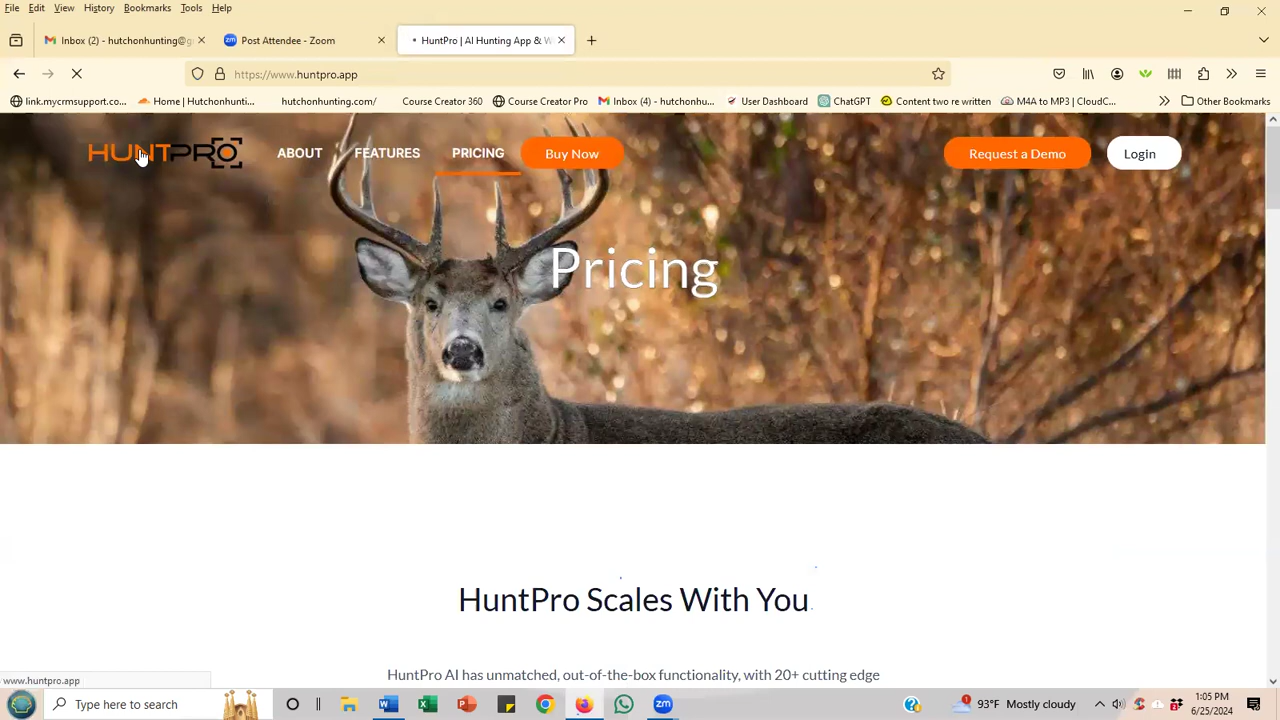 File Edit View History Bookmarks Tools Help
Inbox (2) - hutchonhunting@g
Post Attendee - Zoom
HuntPro | AI Hunting App & W
https://www.huntpro.app
link.mycrmsupport.co...
Home | Hutchonhunti...
hutchonhunting.com/
Course Creator 360
Course Creator Pro
Inbox (4) - hutchonhu...
User Dashboard
ChatGPT
Content two re written
M4A to MP3 | CloudC...
Other Bookmarks
HUNTPRO
ABOUT
FEATURES
PRICING
Buy Now
Request a Demo
Login
Pricing
HuntPro Scales With You
HuntPro AI has unmatched, out-of-the-box functionality, with 20+ cutting edge
www.huntpro.app
Type here to search
93°F Mostly cloudy
1:05 PM
6/25/2024